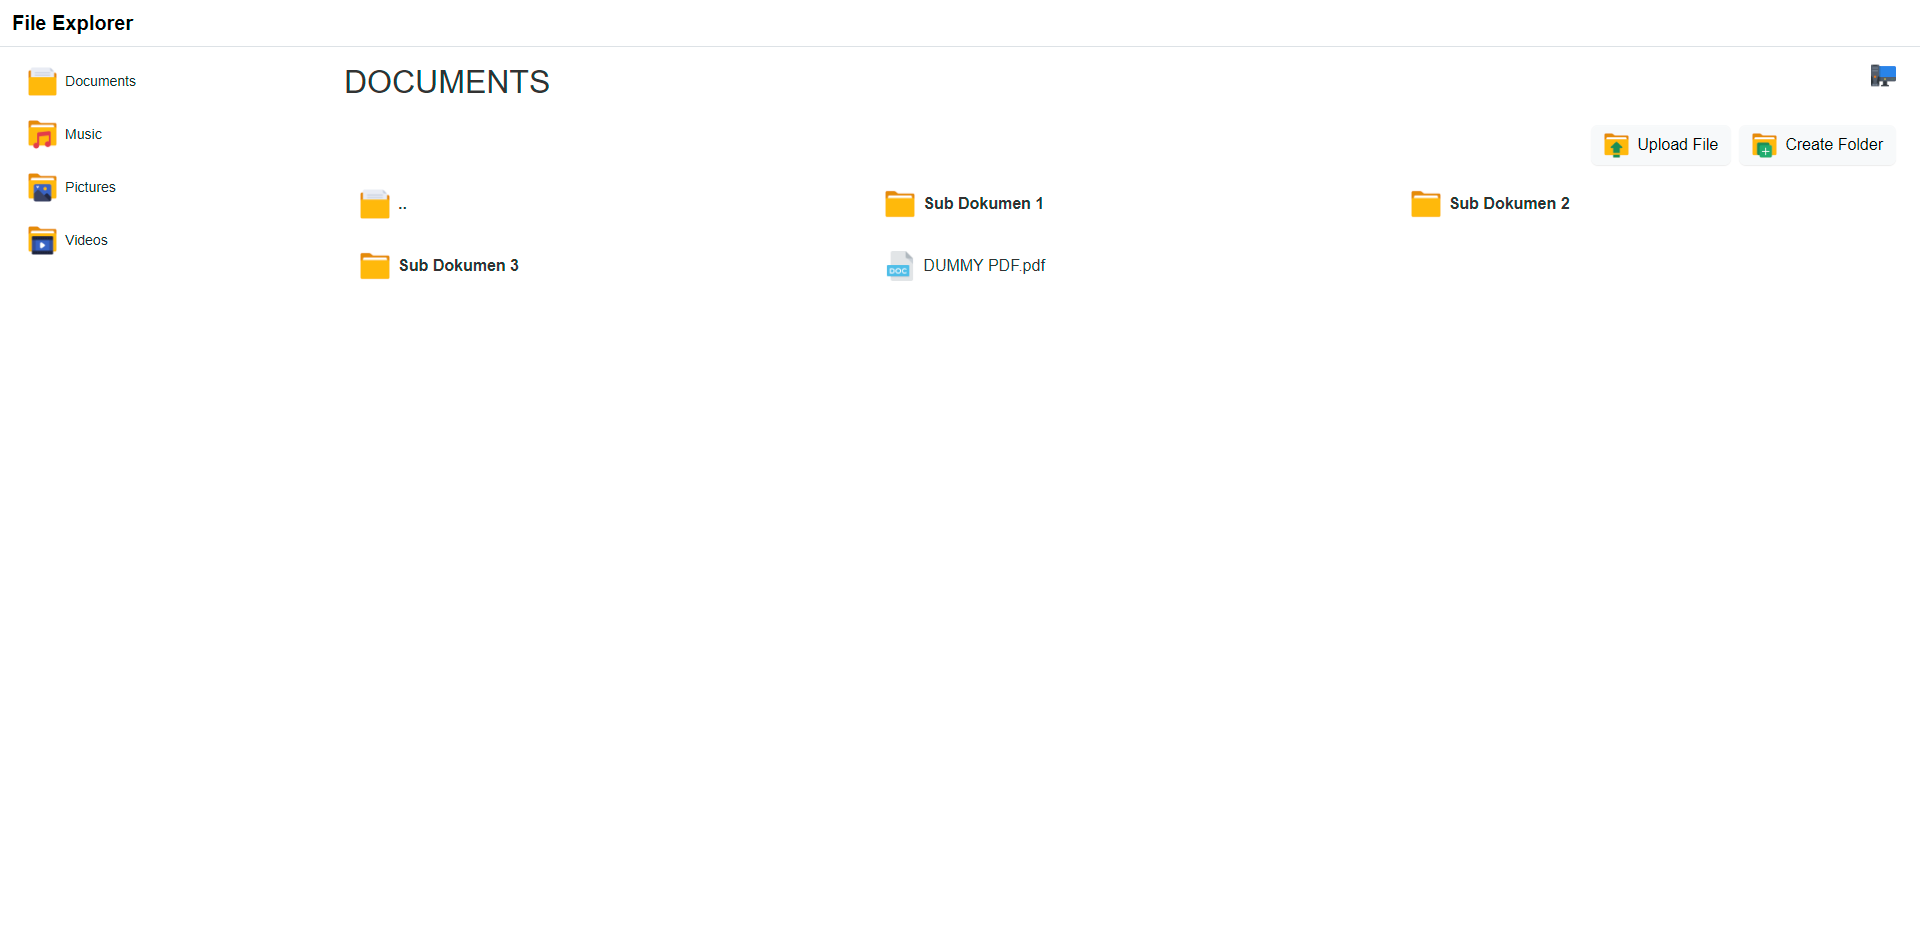 File Explorer
Documents
Music
Pictures
Videos
DOCUMENTS
Upload File
Create Folder
..
Sub Dokumen 1
Sub Dokumen 2
Sub Dokumen 3
DOC
DUMMY PDF.pdf